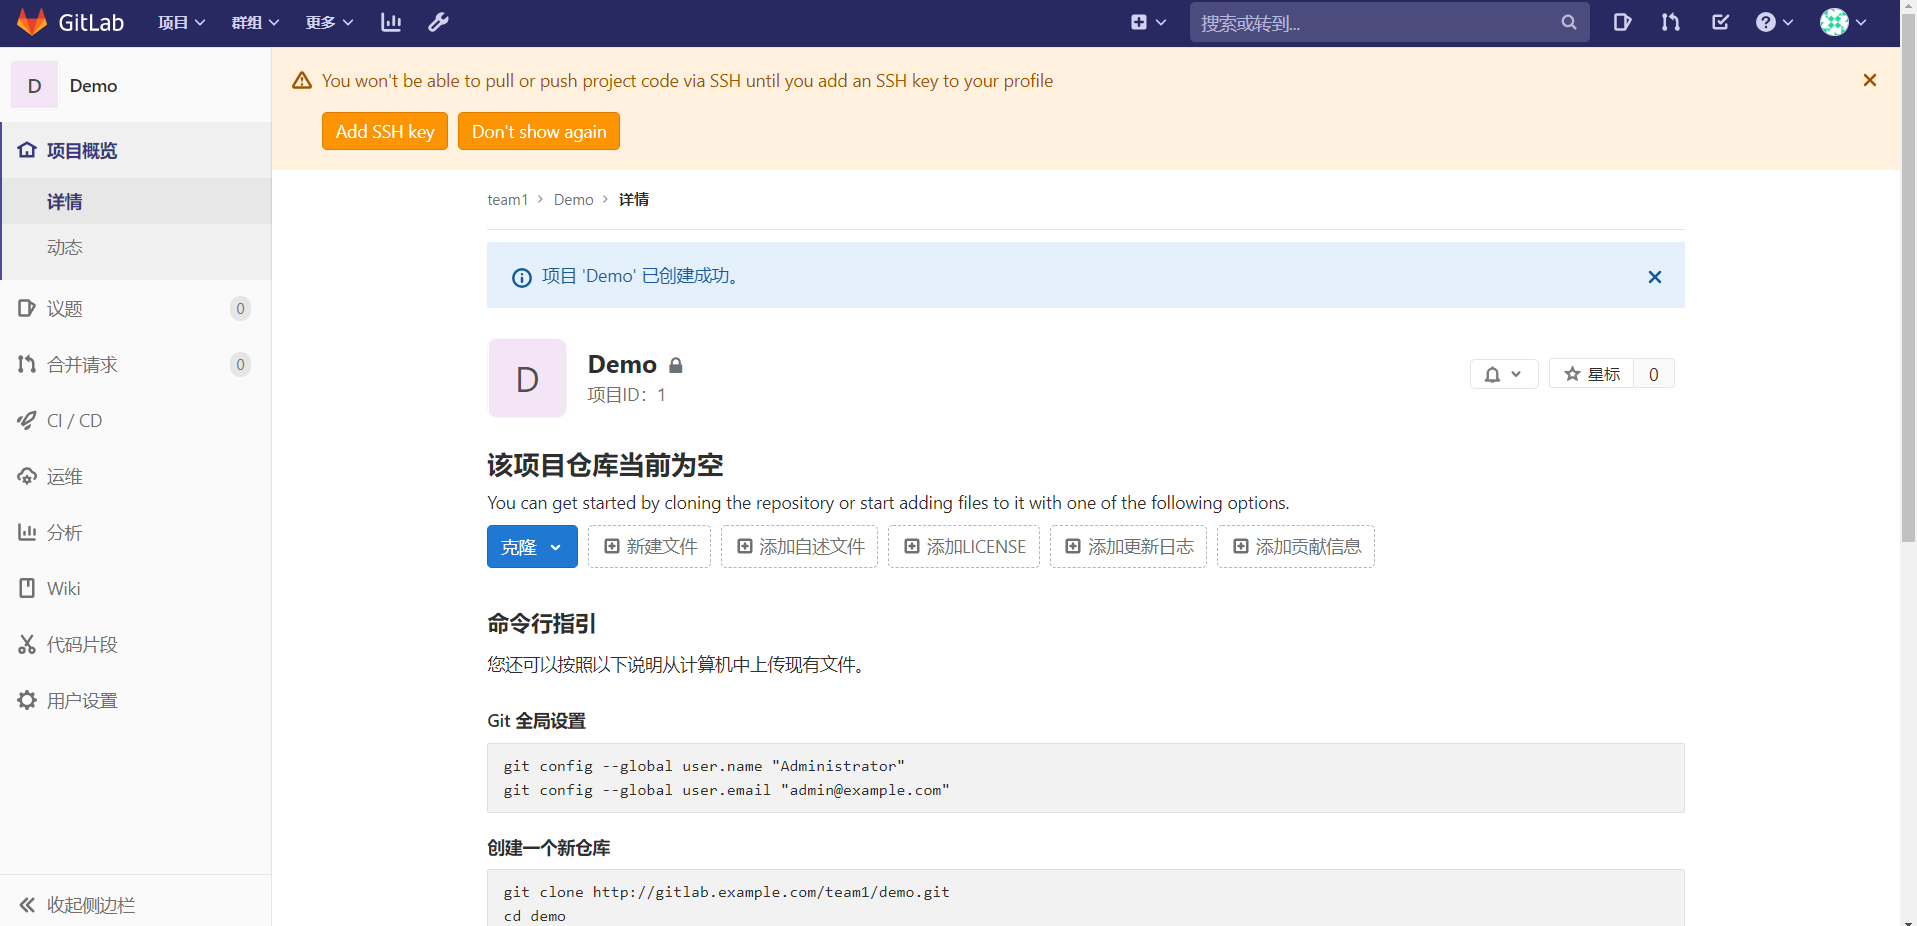 GitLab 项目 群组 更多 搜索或转到...
D Demo
项目概览
详情
动态
议题 0
合并请求 0
CI / CD
运维
分析
Wiki
代码片段
用户设置
收起侧边栏
You won't be able to pull or push project code via SSH until you add an SSH key to your profile
Add SSH key Don't show again
team1 > Demo > 详情
项目 'Demo' 已创建成功。
D Demo
项目ID： 1
星标 0
该项目仓库当前为空
You can get started by cloning the repository or start adding files to it with one of the following options.
克隆 新建文件 添加自述文件 添加LICENSE 添加更新日志 添加贡献信息
命令行指引
您还可以按照以下说明从计算机中上传现有文件。
Git 全局设置
git config --global user.name "Administrator"
git config --global user.email "admin@example.com"
创建一个新仓库
git clone http://gitlab.example.com/team1/demo.git
cd demo